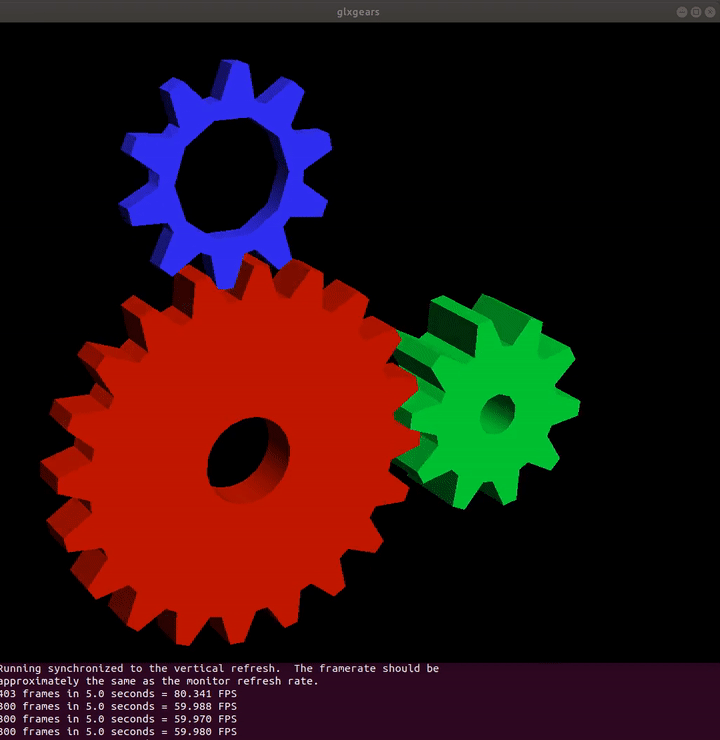 glxgears
Running synchronized to the vertical refresh.  The framerate should be
approximately the same as the monitor refresh rate.
403 frames in 5.0 seconds = 80.341 FPS
300 frames in 5.0 seconds = 59.988 FPS
300 frames in 5.0 seconds = 59.970 FPS
300 frames in 5.0 seconds = 59.980 FPS